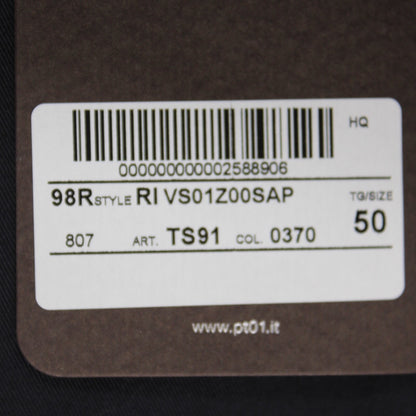 HQ
000000000002588906
98R STYLE RI VS01Z00SAP TG/SIZE
807 ART. TS91 COL. 0370 50
www.pt01.it